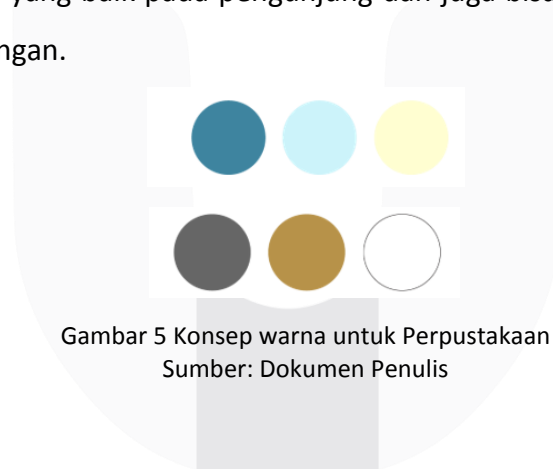 yang baik pada pengunjung dan juga bisa
ngan.
Gambar 5 Konsep warna untuk Perpustakaan
Sumber: Dokumen Penulis